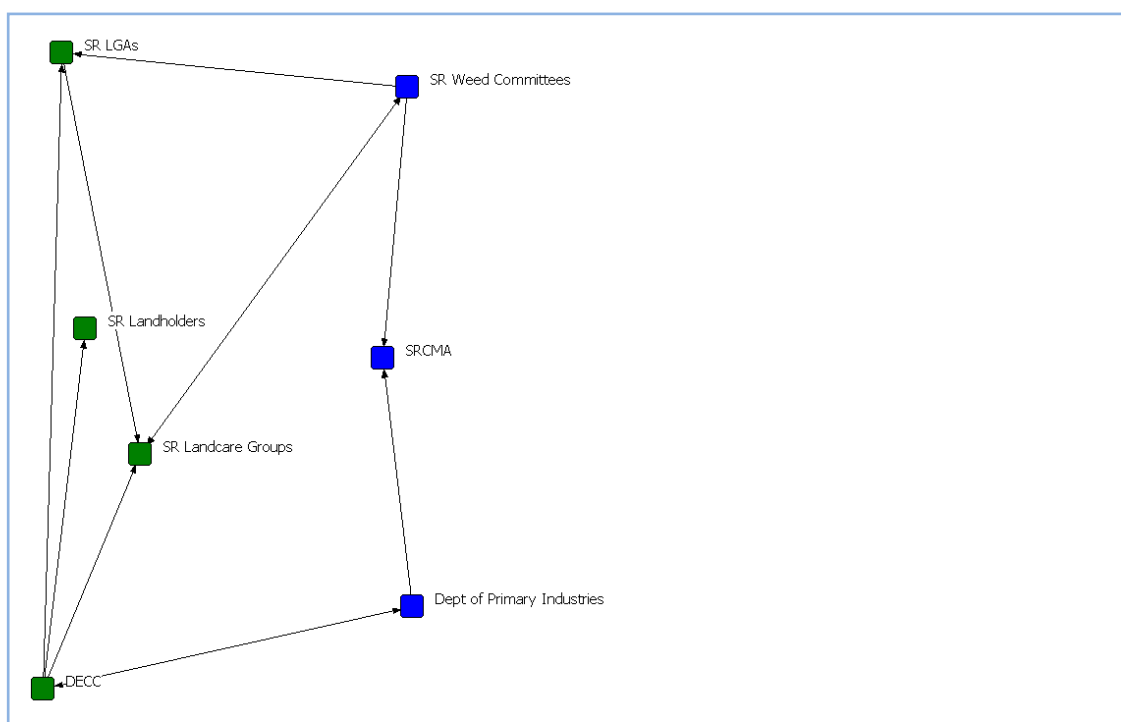 SR LGAs
SR Weed Committees
SR Landholders
SRCMA
SR Landcare Groups
Dept of Primary Industries
DECC